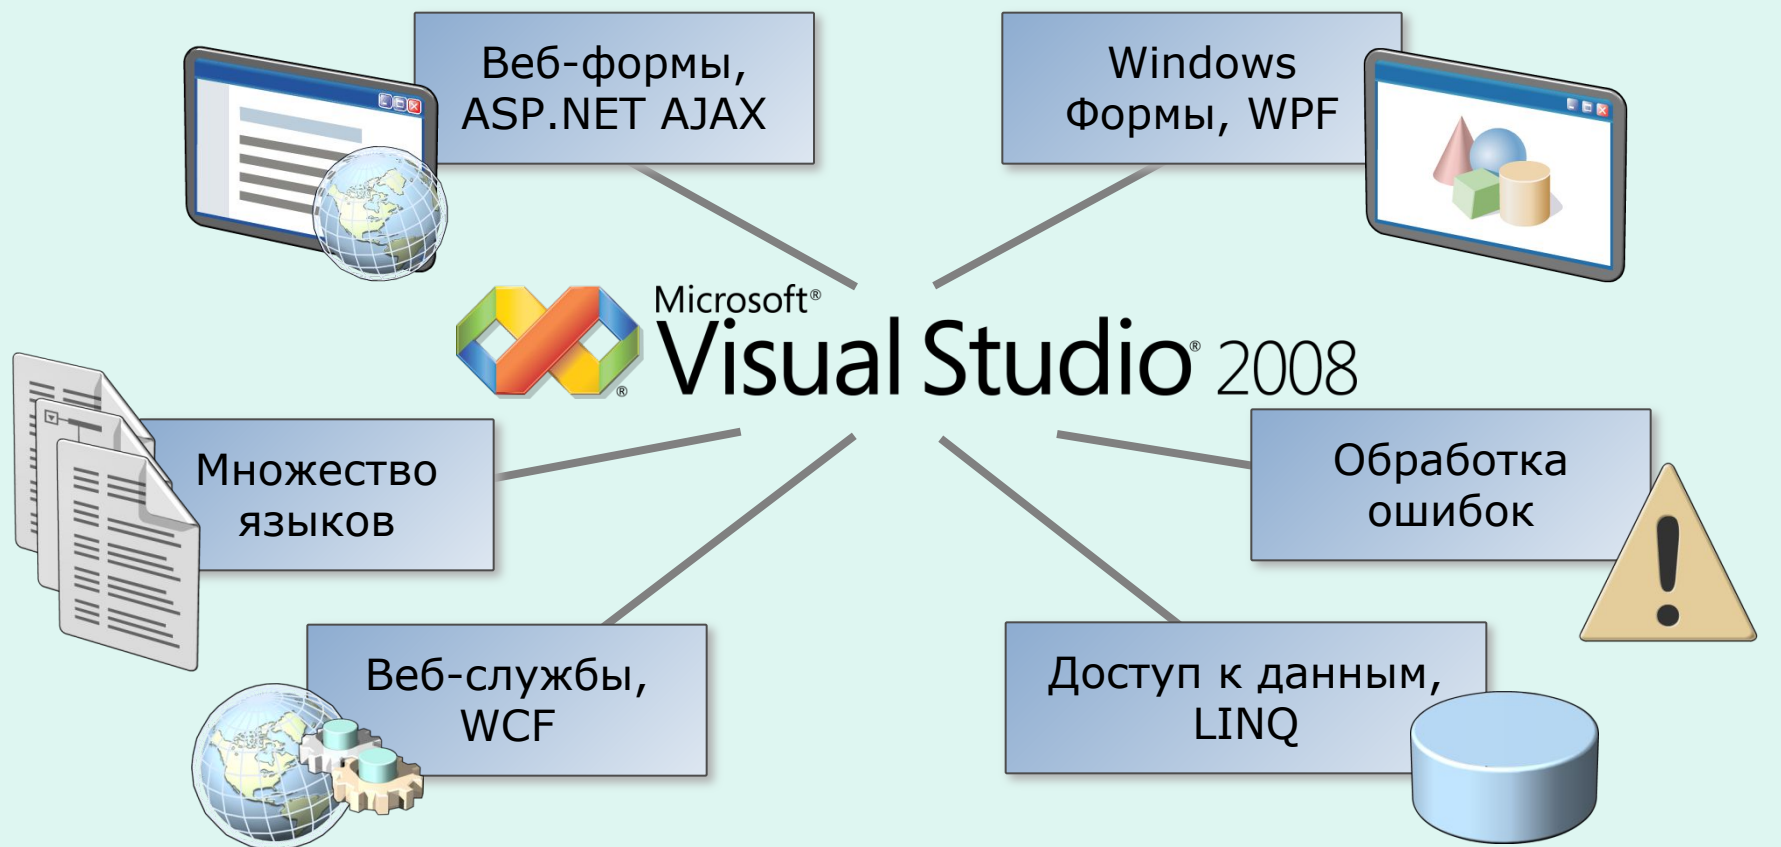 Веб-формы,
ASP.NET AJAX
Windows
Формы, WPF
Microsoft®
Visual Studio® 2008
®
Множество
языков
Обработка
ошибок
Веб-службы,
WCF
Доступ к данным,
LINQ